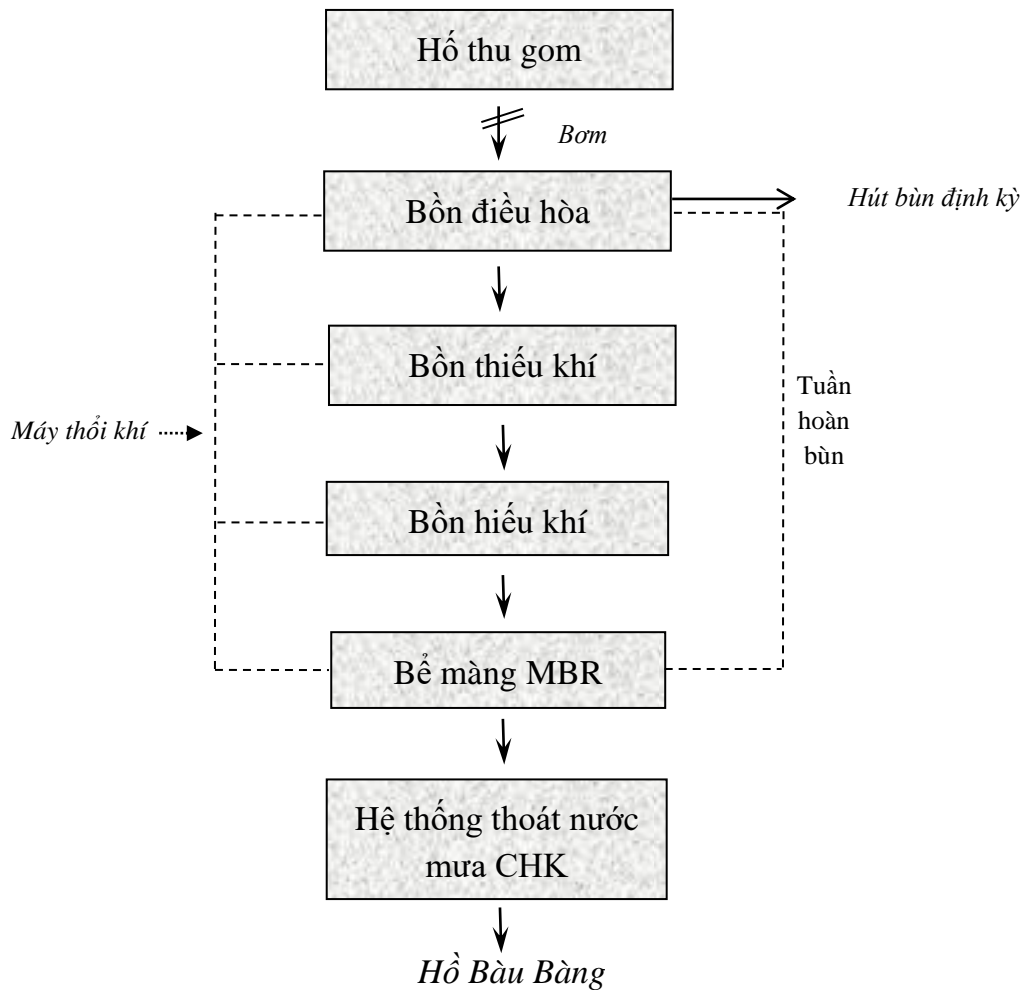 Hố thu gom
Bơm
Bồn điều hòa
Hút bùn định kỳ
Bồn thiếu khí
Tuần
hoàn
bùn
Máy thổi khí
Bồn hiếu khí
Bể màng MBR
Hệ thống thoát nước
mưa CHK
Hồ Bàu Bàng